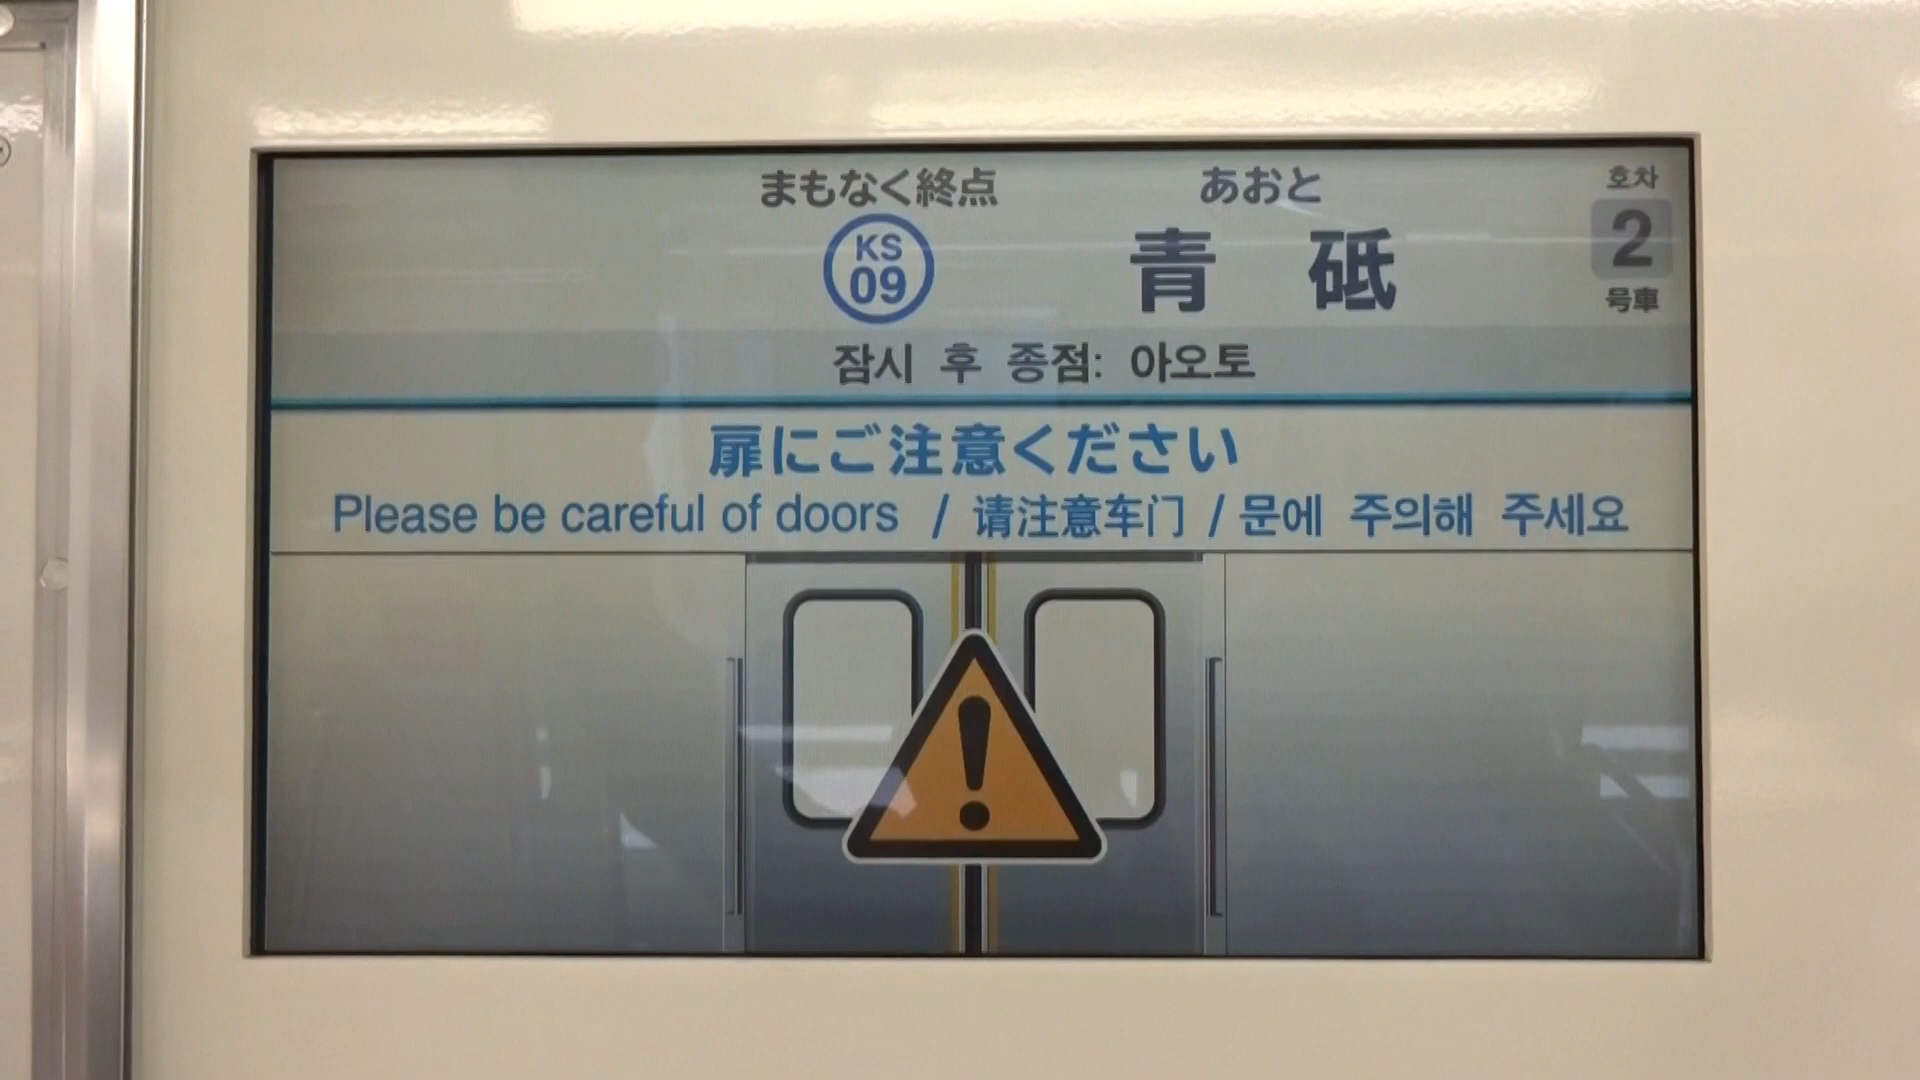 まもなく終点
あおと
호차
KS
09
青砥
2
号車
잠시 후 종점: 아오토
扉にご注意ください
Please be careful of doors / 请注意车门 / 문에 주의해 주세요